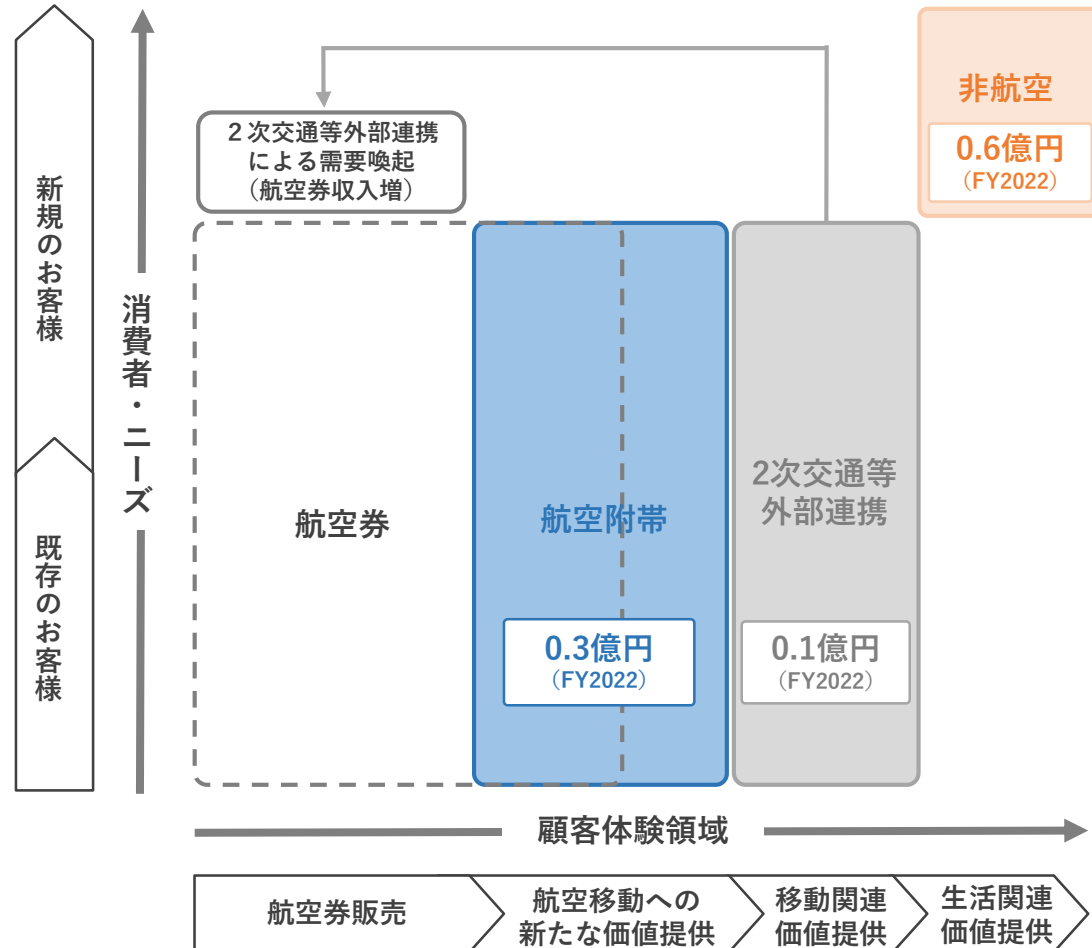 新規のお客様
既存のお客様
消費者・ニーズ
２次交通等外部連携
による需要喚起
（航空券収入増）
非航空
0.6億円
（FY2022）
航空券
航空附帯
0.3億円
（FY2022）
2次交通等
外部連携
0.1億円
（FY2022）
顧客体験領域
航空券販売
航空移動への
新たな価値提供
移動関連
価値提供
生活関連
価値提供